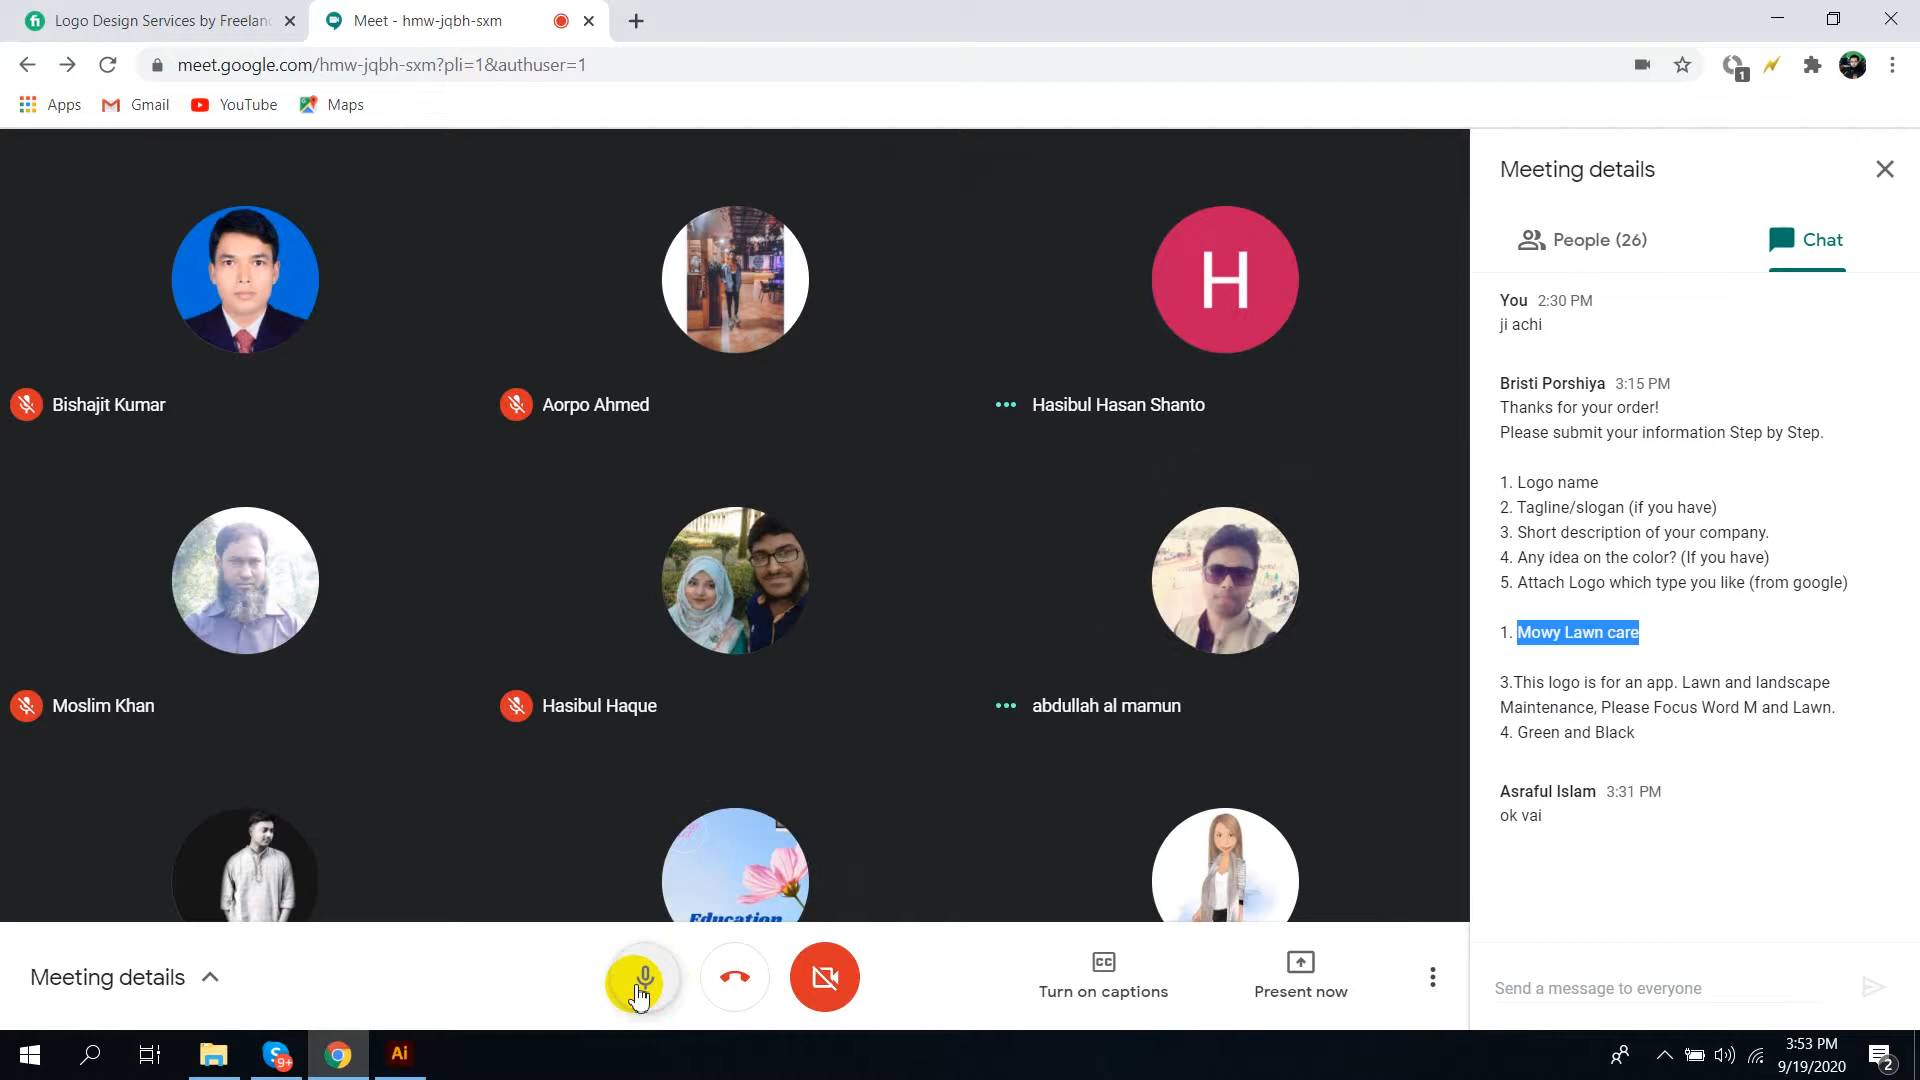 Logo Design Services by Freelan
Meet - hmw-jqbh-sxm
meet.google.com/hmw-jqbh-sxm?pli=1&authuser=1
1
Apps
Gmail
YouTube
Maps
Meeting details
People (26)
Chat
You 2:30 PM
ji achi
Bristi Porshiya 3:15 PM
Thanks for your order!
Please submit your information Step by Step.
1. Logo name
2. Tagline/slogan (if you have)
3. Short description of your company.
4. Any idea on the color? (If you have)
5. Attach Logo which type you like (from google)
1. Mowy Lawn care
3.This logo is for an app. Lawn and landscape
Maintenance, Please Focus Word M and Lawn.
4. Green and Black
Asraful Islam 3:31 PM
ok vai
H
Bishajit Kumar
Aorpo Ahmed
Hasibul Hasan Shanto
Moslim Khan
Hasibul Haque
abdullah al mamun
Education
Meeting details
Turn on captions
Present now
Send a message to everyone
9+
Ai
3:53 PM
9/19/2020
2